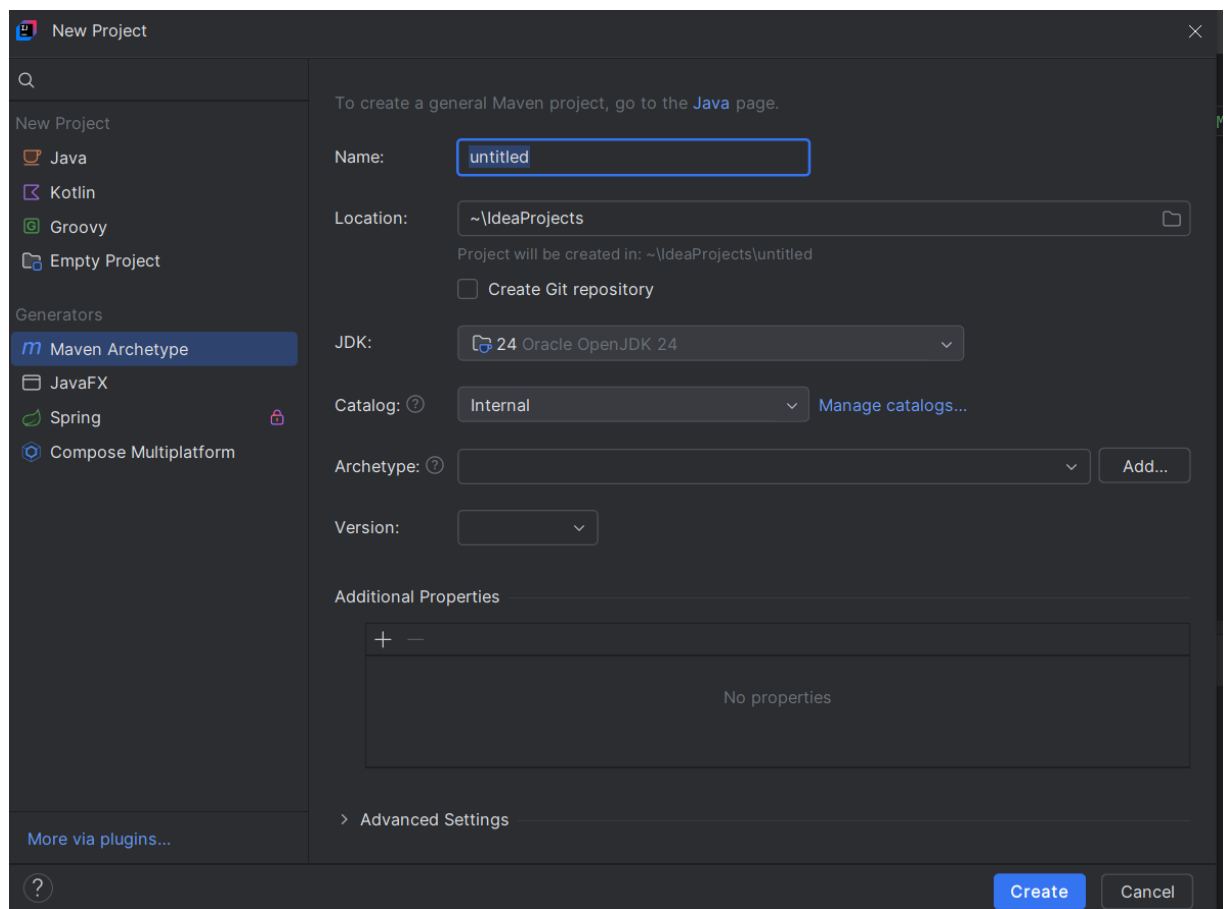 New Project
To create a general Maven project, go to the Java page.
New Project
Java
Kotlin
Groovy
Empty Project
Generators
Maven Archetype
JavaFX
Spring
Compose Multiplatform
More via plugins...
Name: untitled
Location: ~\IdeaProjects
Project will be created in: ~\IdeaProjects\untitled
Create Git repository
JDK: 24 Oracle OpenJDK 24
Catalog: ? Internal Manage catalogs...
Archetype: ? Add...
Version:
Additional Properties
No properties
Advanced Settings
? Create Cancel